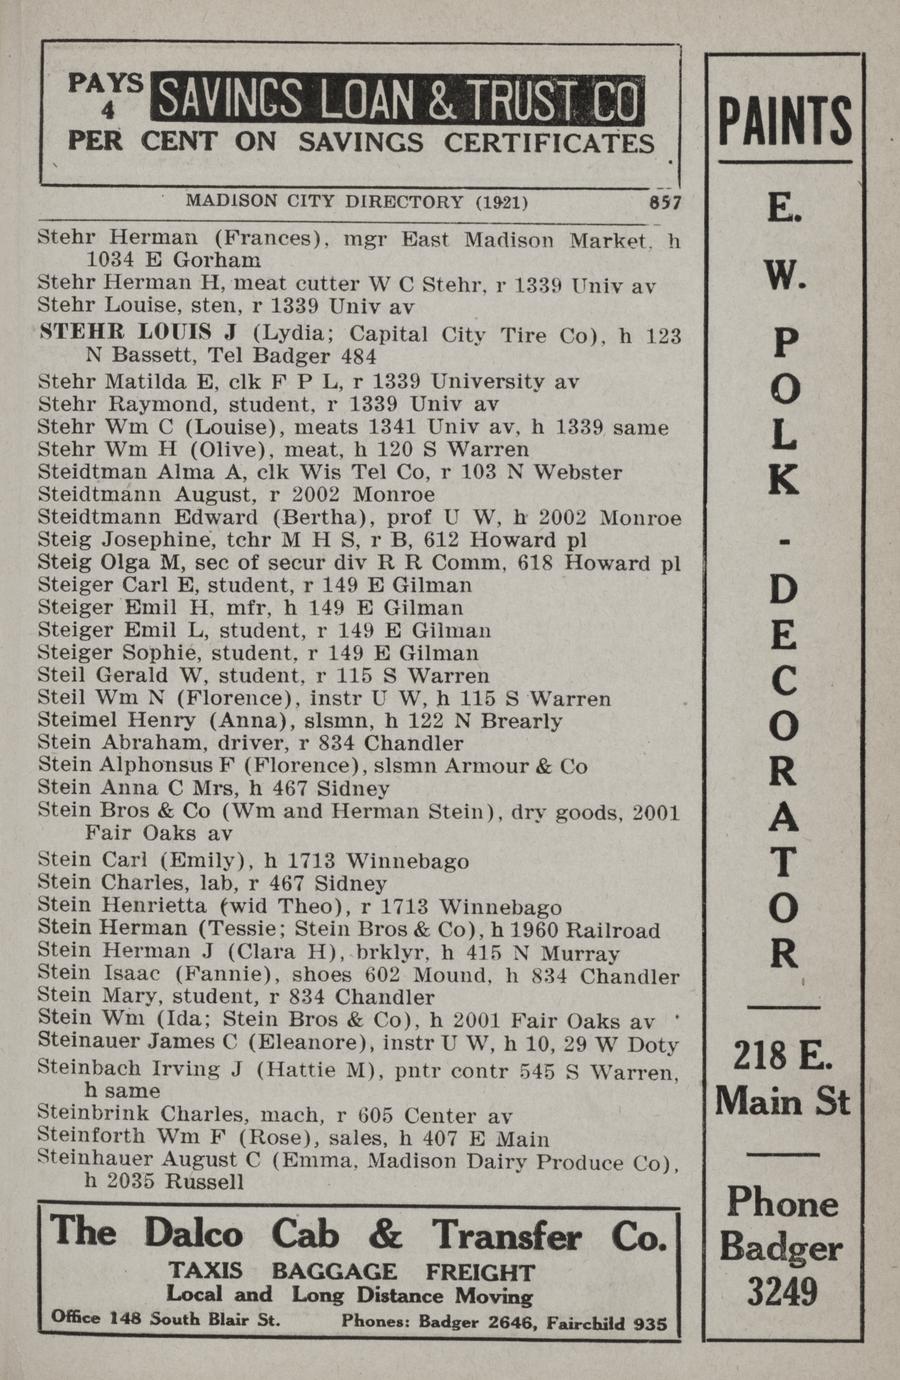 PAYS
4
SAVINGS LOAN & TRUST CO
PER CENT ON SAVINGS CERTIFICATES
MADISON CITY DIRECTORY (1921) 857
Stehr Herman (Frances), mgr East Madison Market, h
1034 E Gorham
Stehr Herman H, meat cutter W C Stehr, r 1339 Univ av
Stehr Louise, sten, r 1339 Univ av
STEHR LOUIS J (Lydia; Capital City Tire Co), h 123
N Bassett, Tel Badger 484
Stehr Matilda E, clk F P L, r 1339 University av
Stehr Raymond, student, r 1339 Univ av
Stehr Wm C (Louise), meats 1341 Univ av, h 1339 same
Stehr Wm H (Olive), meat, h 120 S Warren
Steidtman Alma A, clk Wis Tel Co, r 103 N Webster
Steidtmann August, r 2002 Monroe
Steidtmann Edward (Bertha), prof U W, h 2002 Monroe
Steig Josephine, tchr M H S, r B, 612 Howard pl
Steig Olga M, sec of secur div R R Comm, 618 Howard pl
Steiger Carl E, student, r 149 E Gilman
Steiger Emil H, mfr, h 149 E Gilman
Steiger Emil L, student, r 149 E Gilman
Steiger Sophie, student, r 149 E Gilman
Steil Gerald W, student, r 115 S Warren
Steil Wm N (Florence), instr U W, h 115 S Warren
Steimel Henry (Anna), slsmn, h 122 N Brearly
Stein Abraham, driver, r 834 Chandler
Stein Alphonsus F (Florence), slsmn Armour & Co
Stein Anna C Mrs, h 467 Sidney
Stein Bros & Co (Wm and Herman Stein), dry goods, 2001
Fair Oaks av
Stein Carl (Emily), h 1713 Winnebago
Stein Charles, lab, r 467 Sidney
Stein Henrietta (wid Theo), r 1713 Winnebago
Stein Herman (Tessie; Stein Bros & Co), h 1960 Railroad
Stein Herman J (Clara H), brklyr, h 415 N Murray
Stein Isaac (Fannie), shoes 602 Mound, h 834 Chandler
Stein Mary, student, r 834 Chandler
Stein Wm (Ida; Stein Bros & Co), h 2001 Fair Oaks av
Steinauer James C (Eleanore), instr U W, h 10, 29 W Doty
Steinbach Irving J (Hattie M), pntr contr 545 S Warren,
h same
Steinbrink Charles, mach, r 605 Center av
Steinforth Wm F (Rose), sales, h 407 E Main
Steinhauer August C (Emma, Madison Dairy Produce Co),
h 2035 Russell
The Dalco Cab & Transfer Co.
TAXIS BAGGAGE FREIGHT
Local and Long Distance Moving
Office 148 South Blair St. Phones: Badger 2646, Fairchild 935
PAINTS
E.
W.
P
O
L
K
-
D
E
C
O
R
A
T
O
R
218 E.
Main St
Phone
Badger
3249